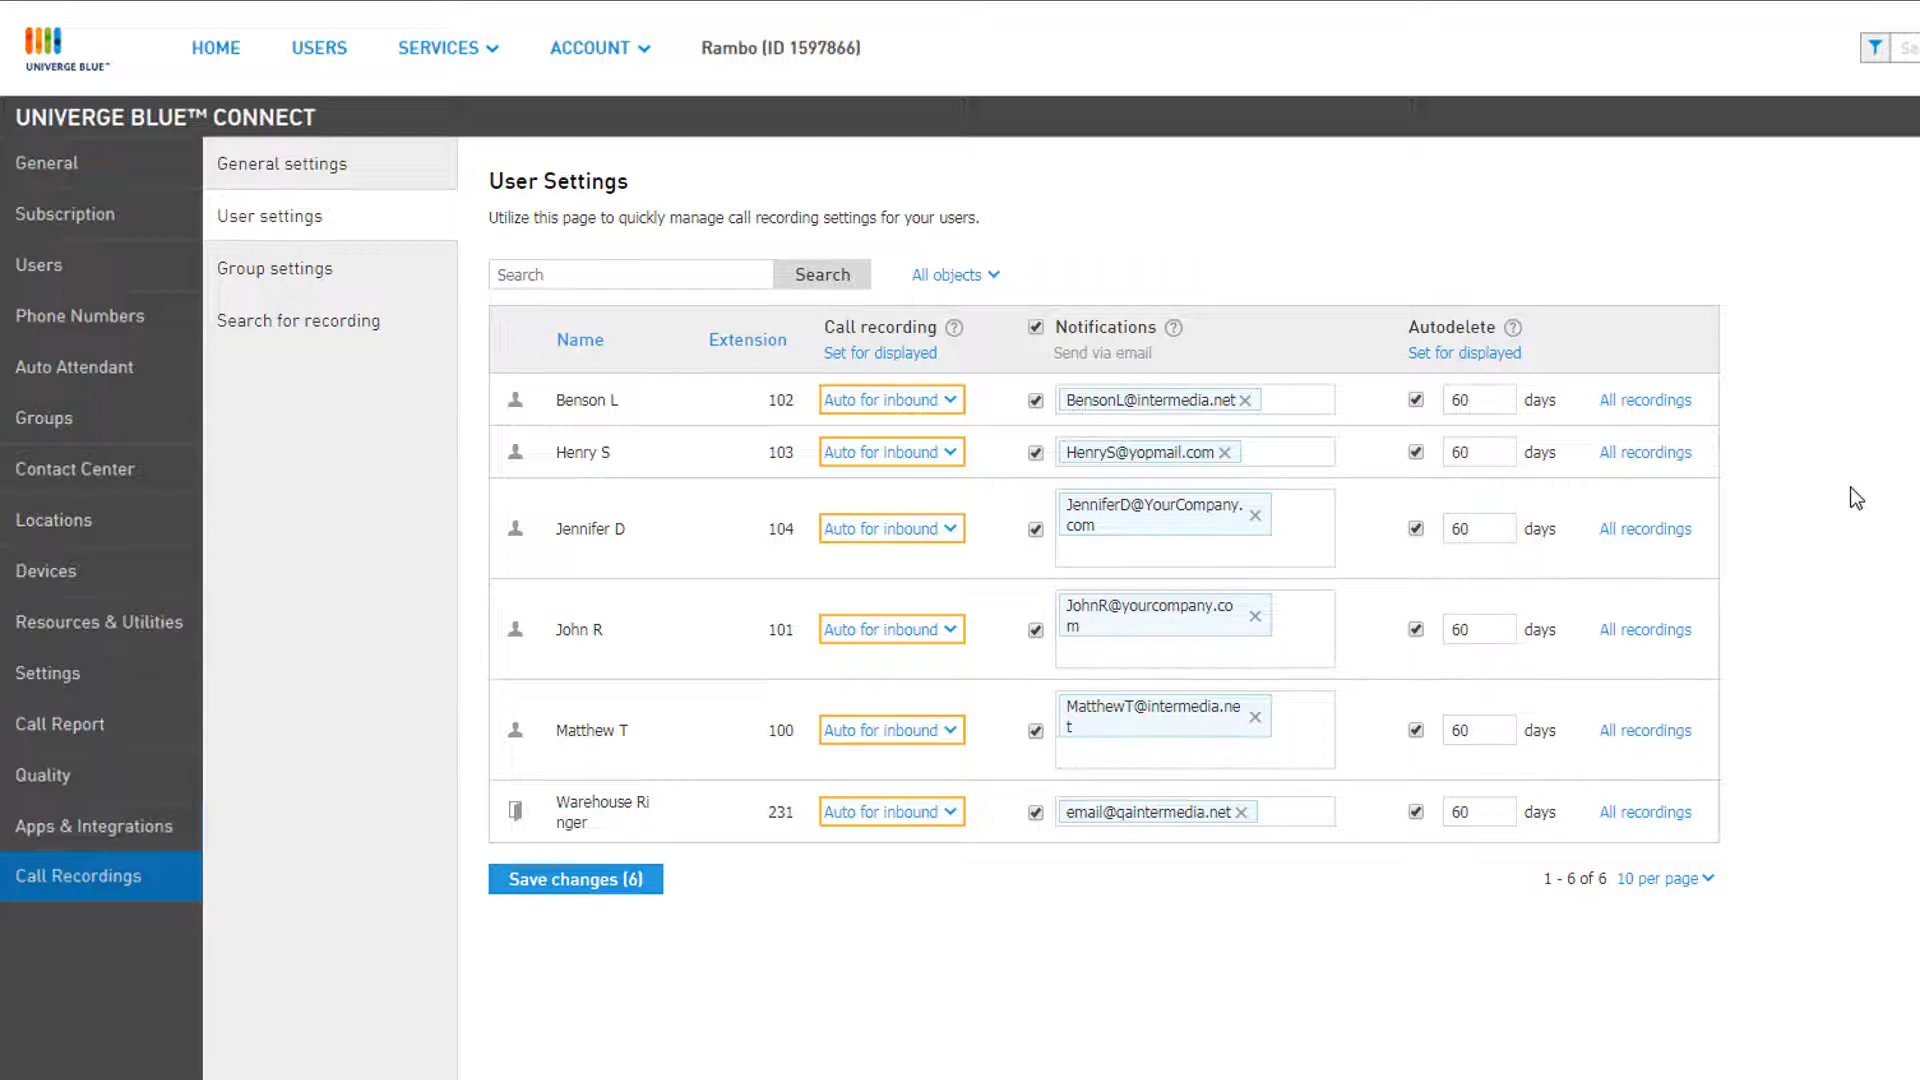 UNIVERGE BLUE™
HOME
USERS
SERVICES
ACCOUNT
Rambo (ID 1597866)
UNIVERGE BLUE™ CONNECT
General
Subscription
Users
Phone Numbers
Auto Attendant
Groups
Contact Center
Locations
Devices
Resources & Utilities
Settings
Call Report
Quality
Apps & Integrations
Call Recordings
General settings
User settings
Group settings
Search for recording
User Settings
Utilize this page to quickly manage call recording settings for your users.
Search
Search
All objects
Name
Extension
Call recording ?
Set for displayed
Notifications ?
Send via email
Autodelete ?
Set for displayed
Benson L 102 Auto for inbound BensonL@intermedia.net 60 days All recordings
Henry S 103 Auto for inbound HenryS@yopmail.com 60 days All recordings
Jennifer D 104 Auto for inbound JenniferD@YourCompany.
com
60 days All recordings
John R 101 Auto for inbound JohnR@yourcompany.co
m
60 days All recordings
Matthew T 100 Auto for inbound MatthewT@intermedia.ne
t
60 days All recordings
Warehouse Ri
nger
231 Auto for inbound email@qaintermedia.net 60 days All recordings
Save changes (6)
1 - 6 of 6 10 per page